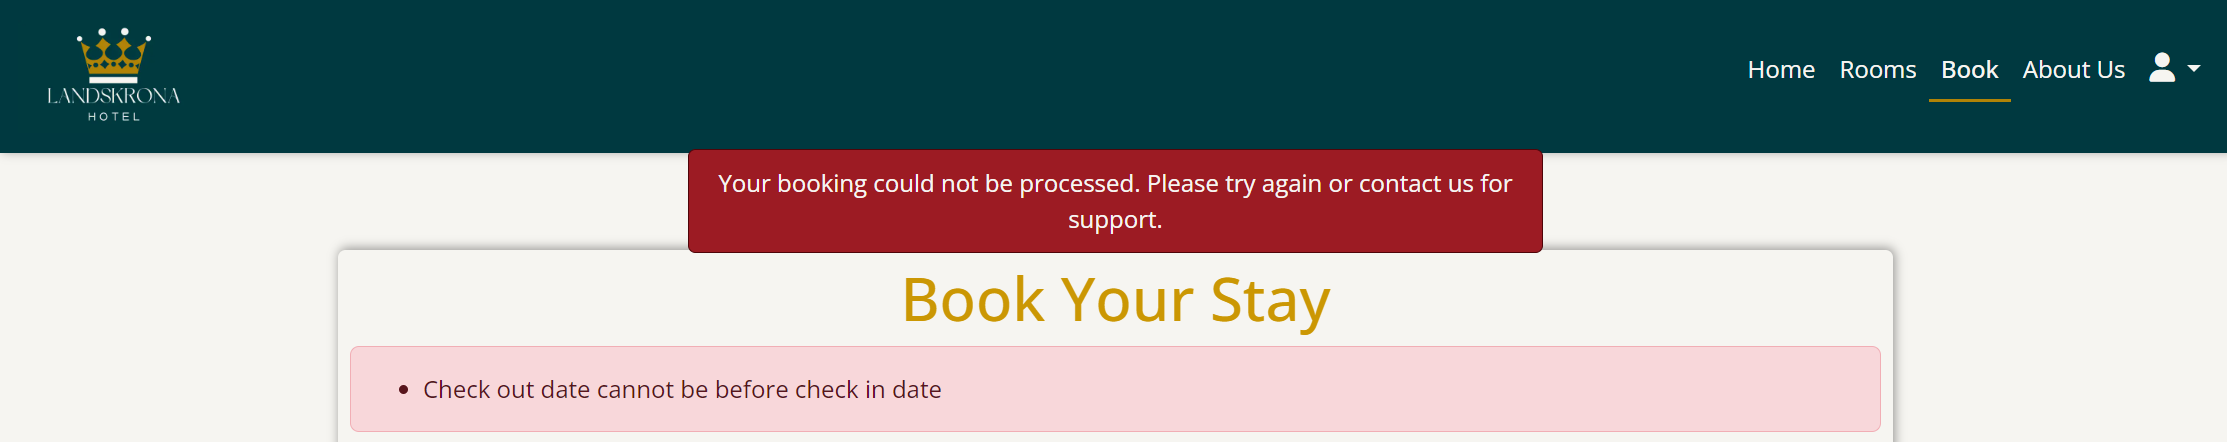 LANDSKRONA
HOTEL
Home Rooms Book About Us
Your booking could not be processed. Please try again or contact us for
support.
Book Your Stay
• Check out date cannot be before check in date